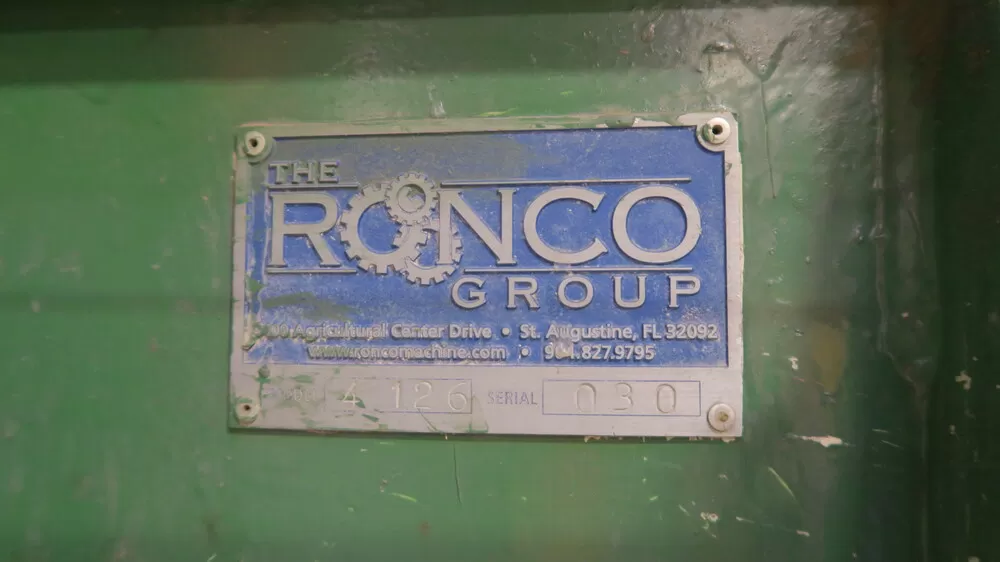 THE
RONCO
GROUP
Agricultural Center Drive • St. Augustine, FL 32092
www.roncomachine.com • 904.827.9795
4126 SERIAL 030